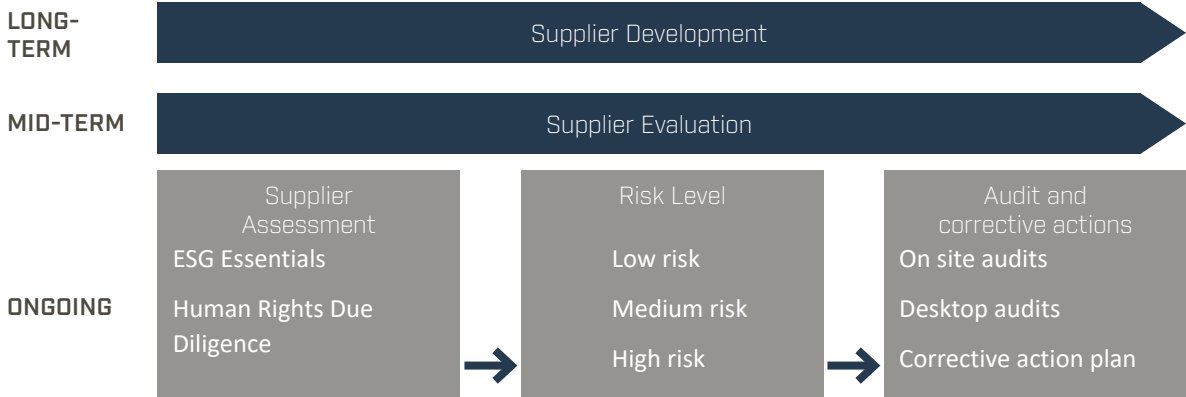 LONG-
TERM
Supplier Development
MID-TERM
Supplier Evaluation
ONGOING
Supplier
Assessment
ESG Essentials
Human Rights Due
Diligence
Risk Level
Low risk
Medium risk
High risk
Audit and
corrective actions
On site audits
Desktop audits
Corrective action plan